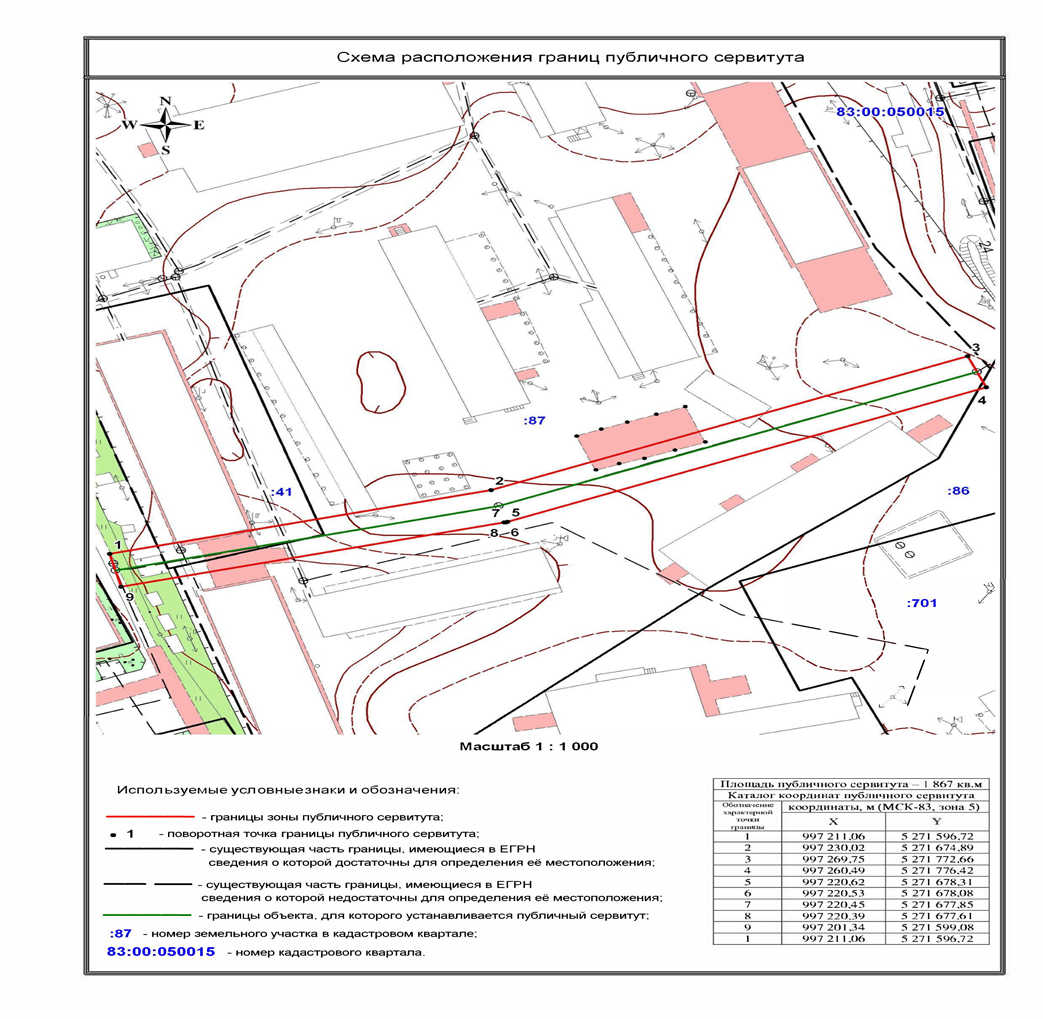 Схема расположения границ публичного сервитута
N
W E
S
83:00:050015
24
3
4
:87
2
:41
:86
7 5
8 6
1
9
:701
Масштаб 1 : 1 000
Используемые условные знаки и обозначения:
- границы зоны публичного сервитута;
1 - поворотная точка границы публичного сервитута;
- существующая часть границы, имеющиеся в ЕГРН
сведения о которой достаточны для определения её местоположения;
- существующая часть границы, имеющиеся в ЕГРН
сведения о которой недостаточны для определения её местоположения;
- границы объекта, для которого устанавливается публичный сервитут;
:87 - номер земельного участка в кадастровом квартале;
83:00:050015 - номер кадастрового квартала.
Площадь публичного сервитута – 1 867 кв.м
Каталог координат публичного сервитута
Обозначение характерной точки границы
координаты, м (МСК-83, зона 5)
X Y
1 997 211,06 5 271 596,72
2 997 230,02 5 271 674,89
3 997 269,75 5 271 772,66
4 997 260,49 5 271 776,42
5 997 220,62 5 271 678,31
6 997 220,53 5 271 678,08
7 997 220,45 5 271 677,85
8 997 220,39 5 271 677,61
9 997 201,34 5 271 599,08
1 997 211,06 5 271 596,72